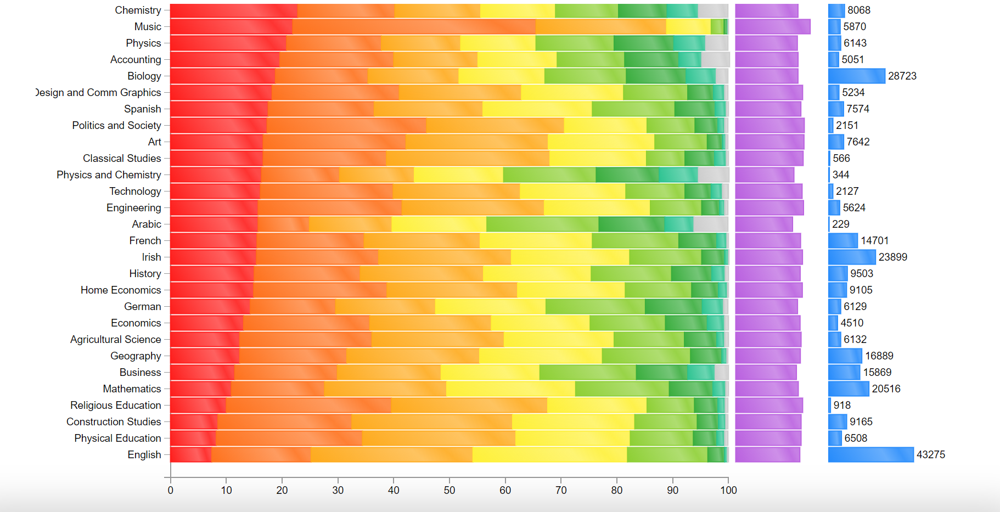 Chemistry 8068
Music 5870
Physics 6143
Accounting 5051
Biology 28723
Design and Comm Graphics 5234
Spanish 7574
Politics and Society 2151
Art 7642
Classical Studies 566
Physics and Chemistry 344
Technology 2127
Engineering 5624
Arabic 229
French 14701
Irish 23899
History 9503
Home Economics 9105
German 6129
Economics 4510
Agricultural Science 6132
Geography 16889
Business 15869
Mathematics 20516
Religious Education 918
Construction Studies 9165
Physical Education 6508
English 43275
0 10 20 30 40 50 60 70 80 90 100